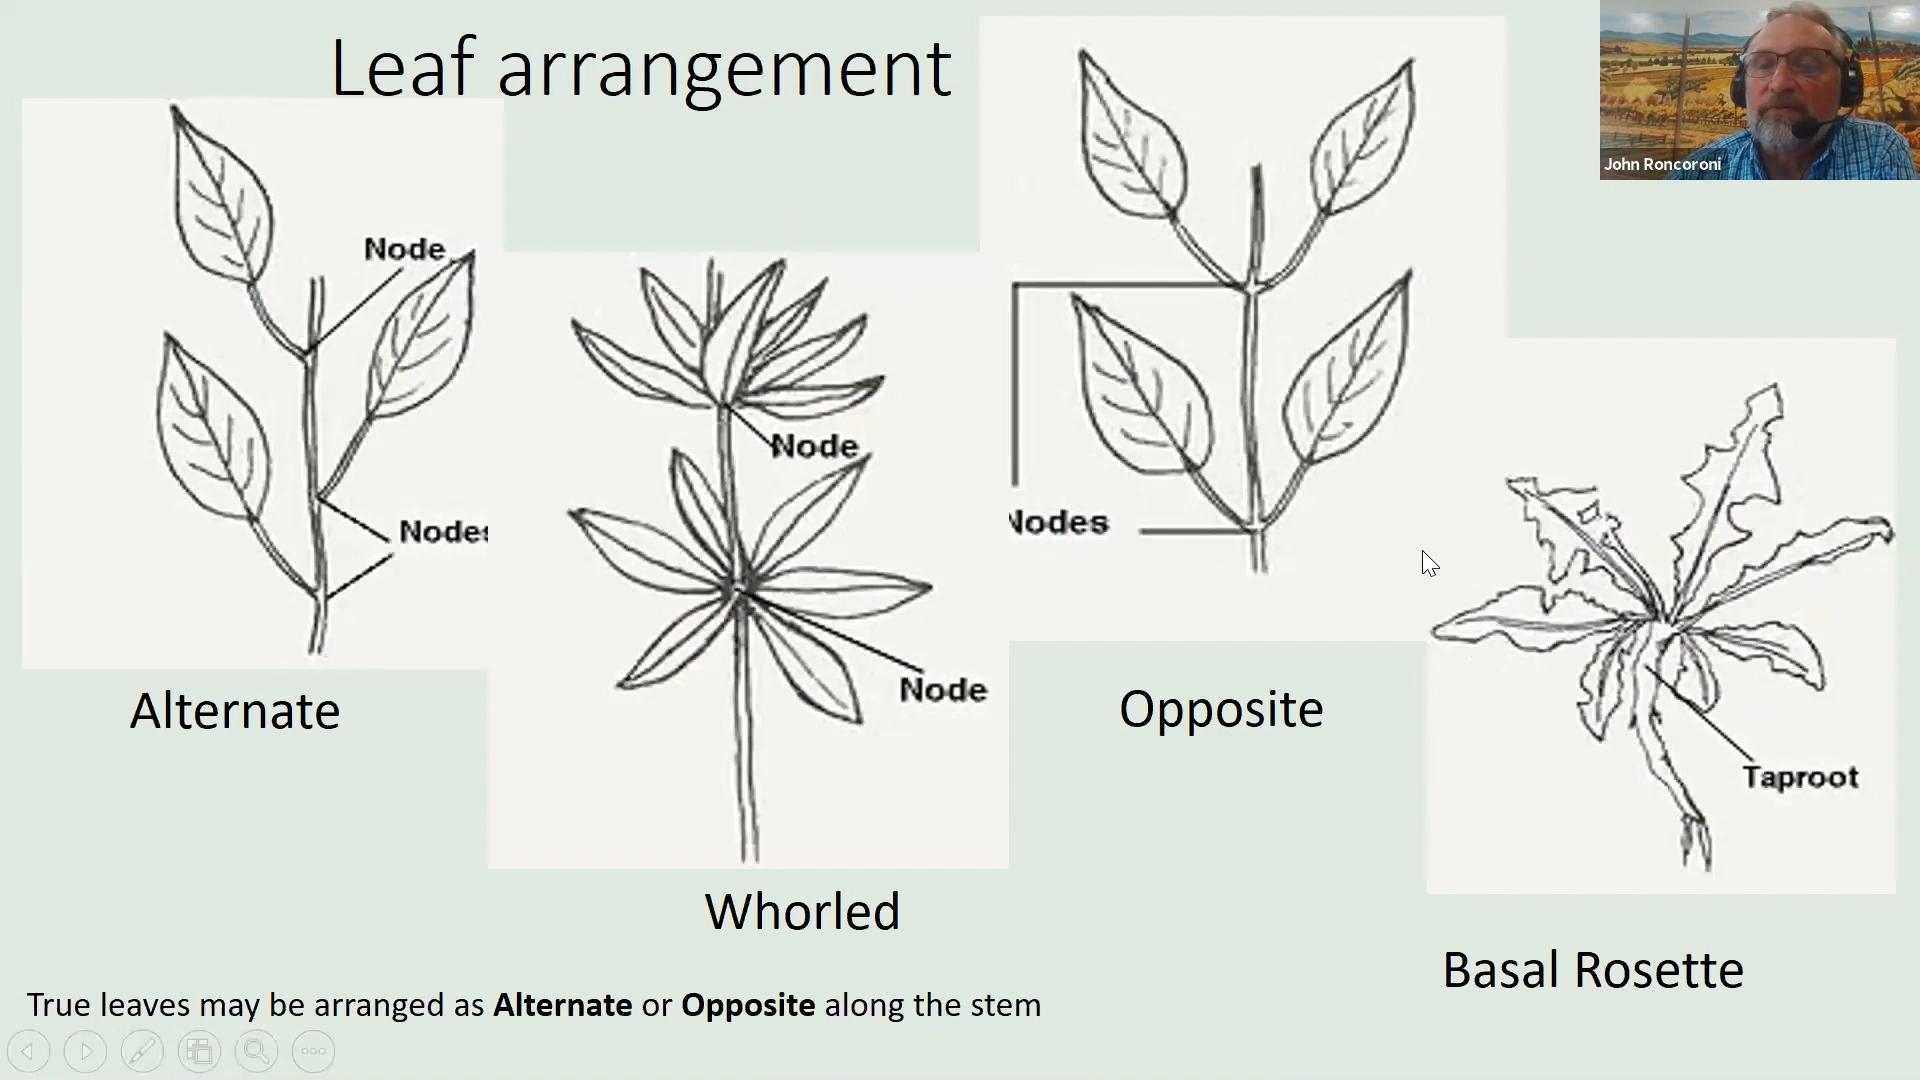 Leaf arrangement
John Roncoroni
Node
Nodes
Alternate
Node
Node
Whorled
Nodes
Opposite
Taproot
Basal Rosette
True leaves may be arranged as Alternate or Opposite along the stem